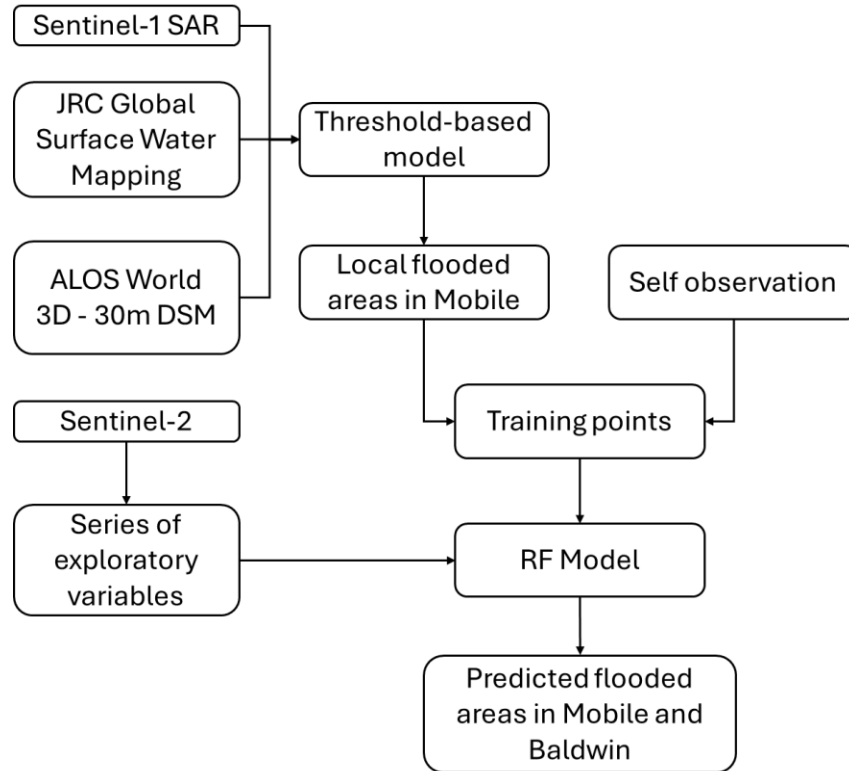 Sentinel-1 SAR
JRC Global
Surface Water
Mapping
Threshold-based
model
ALOS World
3D - 30m DSM
Local flooded
areas in Mobile
Self observation
Sentinel-2
Training points
Series of
exploratory
variables
RF Model
Predicted flooded
areas in Mobile and
Baldwin